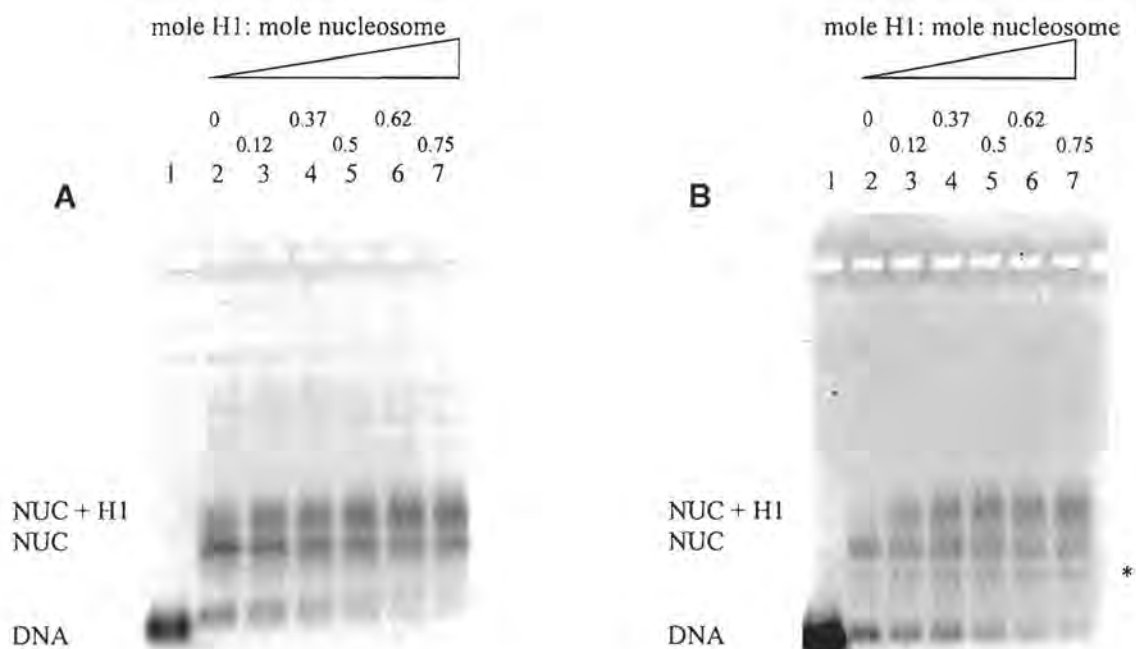 mole H1: mole nucleosome
0 0.37 0.62
0.12 0.5 0.75
1 2 3 4 5 6 7
A
NUC + H1
NUC
DNA
mole H1: mole nucleosome
0 0.37 0.62
0.12 0.5 0.75
1 2 3 4 5 6 7
B
NUC + H1
NUC
*
DNA